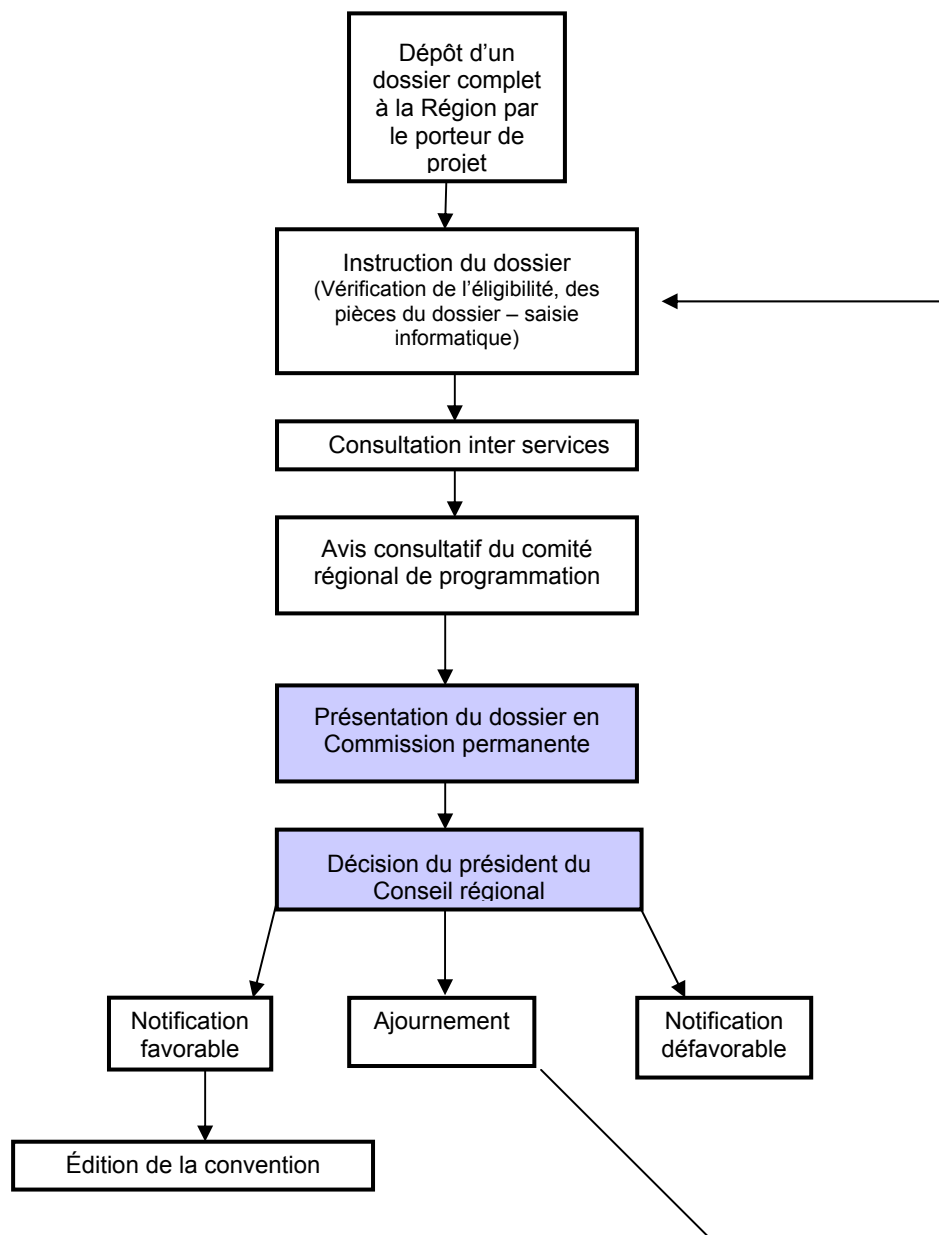 Dépôt d’un
dossier complet
à la Région par
le porteur de
projet
Instruction du dossier
(Vérification de l’éligibilité, des
pièces du dossier – saisie
informatique)
Consultation inter services
Avis consultatif du comité
régional de programmation
Présentation du dossier en
Commission permanente
Décision du président du
Conseil régional
Notification
favorable
Ajournement
Notification
défavorable
Édition de la convention